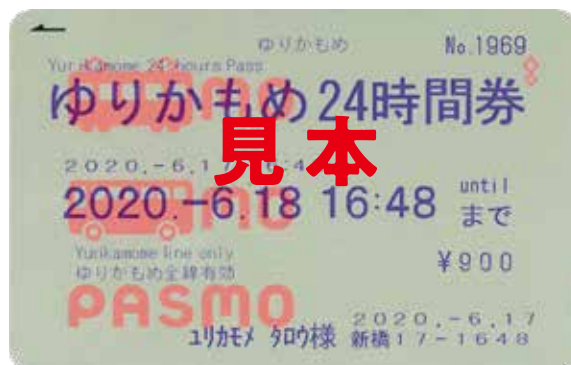 ゆりかもめ No.1969
Yurikamome 24 hours Pass
ゆりかもめ24時間券
見本
2020.-6.17
2020.-6.18 16:48 until まで
Yurikamome line only
ゆりかもめ全線有効
¥900
PASMO
ユリカモメ タロウ様
2020.-6.17
新橋17-1648